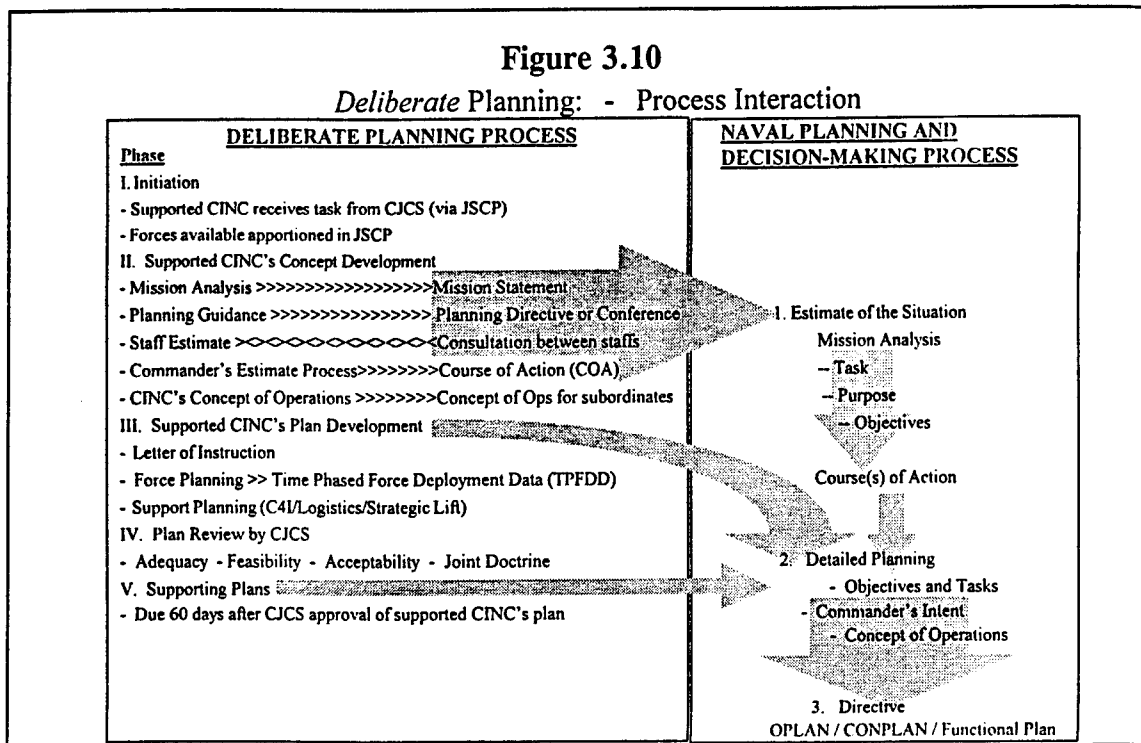 Figure 3.10
Deliberate Planning: - Process Interaction
DELIBERATE PLANNING PROCESS
Phase
I. Initiation
- Supported CINC receives task from CJCS (via JSCP)
- Forces available apportioned in JSCP
II. Supported CINC's Concept Development
- Mission Analysis >>>>>>>>>>>>>>>>>>Mission Statement
- Planning Guidance >>>>>>>>>>>>>>>> Planning Directive or Conference
- Staff Estimate ><><><><><><><><><><Consultation between staffs
- Commander's Estimate Process>>>>>>>> Course of Action (COA)
- CINC's Concept of Operations >>>>>>>>Concept of Ops for subordinates
III. Supported CINC's Plan Development
- Letter of Instruction
- Force Planning >> Time Phased Force Deployment Data (TPFDD)
- Support Planning (C4I/Logistics/Strategic Lift)
IV. Plan Review by CJCS
- Adequacy - Feasibility - Acceptability - Joint Doctrine
V. Supporting Plans
- Due 60 days after CJCS approval of supported CINC's plan
NAVAL PLANNING AND
DECISION-MAKING PROCESS
1. Estimate of the Situation
Mission Analysis
-- Task
-- Purpose
-- Objectives
Course(s) of Action
2. Detailed Planning
- Objectives and Tasks
- Commander's Intent
- Concept of Operations
3. Directive
OPLAN / CONPLAN / Functional Plan